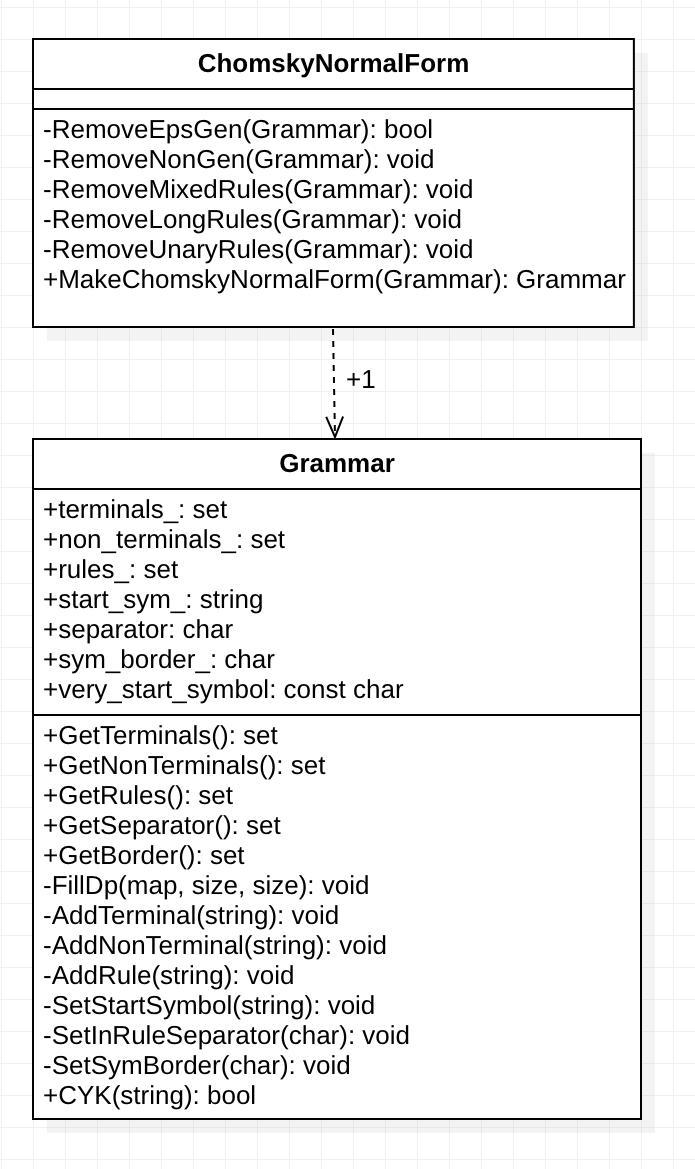 ChomskyNormalForm
-RemoveEpsGen(Grammar): bool
-RemoveNonGen(Grammar): void
-RemoveMixedRules(Grammar): void
-RemoveLongRules(Grammar): void
-RemoveUnaryRules(Grammar): void
+MakeChomskyNormalForm(Grammar): Grammar
+1
Grammar
+terminals_: set
+non_terminals_: set
+rules_: set
+start_sym_: string
+separator: char
+sym_border_: char
+very_start_symbol: const char
+GetTerminals(): set
+GetNonTerminals(): set
+GetRules(): set
+GetSeparator(): set
+GetBorder(): set
-FillDp(map, size, size): void
-AddTerminal(string): void
-AddNonTerminal(string): void
-AddRule(string): void
-SetStartSymbol(string): void
-SetInRuleSeparator(char): void
-SetSymBorder(char): void
+CYK(string): bool